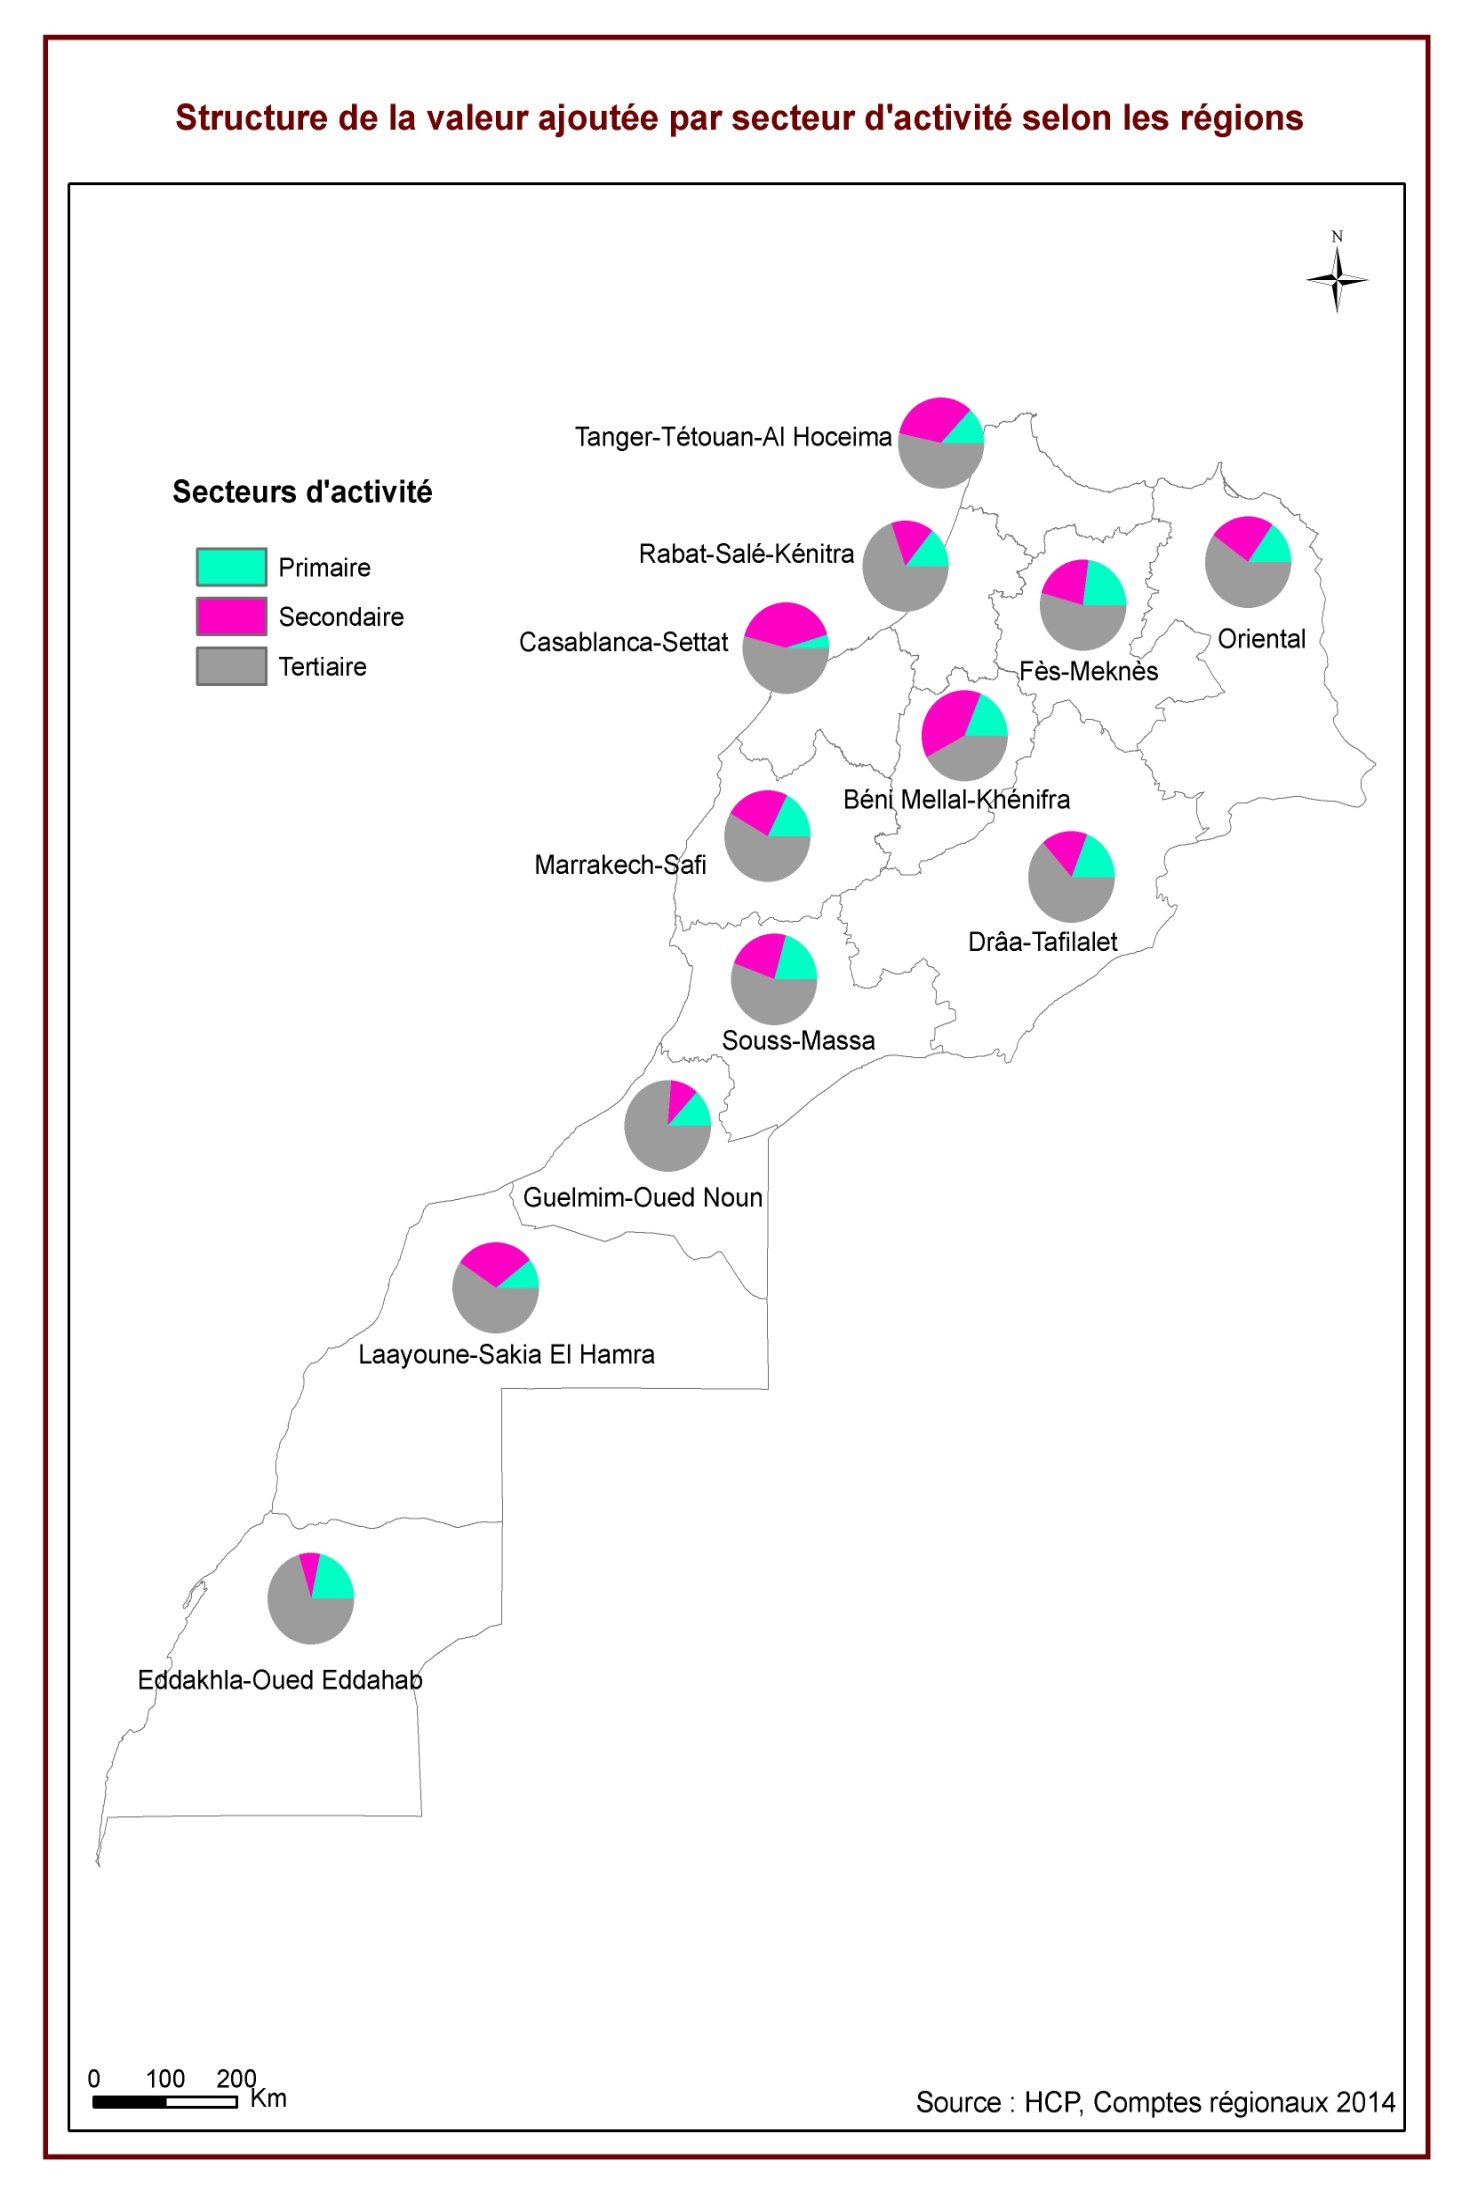 Structure de la valeur ajoutée par secteur d'activité selon les régions
N
Tanger-Tétouan-Al Hoceima
Secteurs d'activité
Primaire
Secondaire
Tertiaire
Rabat-Salé-Kénitra
Casablanca-Settat
Oriental
Fès-Meknès
Béni Mellal-Khénifra
Marrakech-Safi
Drâa-Tafilalet
Souss-Massa
Guelmim-Oued Noun
Laayoune-Sakia El Hamra
Eddakhla-Oued Eddahab
0 100 200
Km
Source : HCP, Comptes régionaux 2014